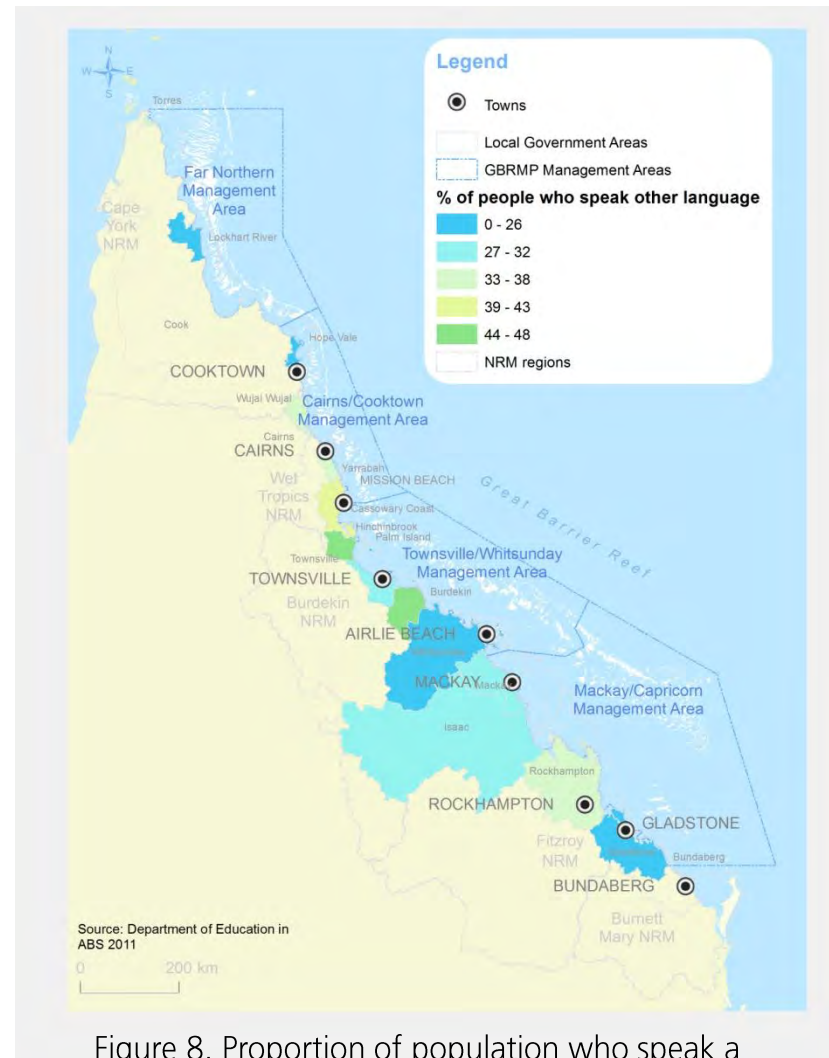 N
W E
S
Torres
Legend
Towns
Local Government Areas
GBRMP Management Areas
% of people who speak other language
0 - 26
27 - 32
33 - 38
39 - 43
44 - 48
NRM regions
Far Northern
Management
Area
Cape
York
NRM
Lockhart River
Cook
Hope Vale
COOKTOWN
Wujal Wujal
Cairns/Cooktown
Management Area
Cairns
CAIRNS
Yarrabah
MISSION BEACH
Wet
Tropics
NRM
Cassowary Coast
Hinchinbrook
Palm Island
Great Barrier Reef
Townsville/Whitsunday
Management Area
Townsville
TOWNSVILLE
Burdekin
Burdekin
NRM
AIRLIE BEACH
MACKAY
Mackay
Mackay/Capricorn
Management Area
Isaac
Rockhampton
ROCKHAMPTON
GLADSTONE
Fitzroy
NRM
Bundaberg
BUNDABERG
Burnett
Mary NRM
Source: Department of Education in
ABS 2011
0 200 km
Figure 8. Proportion of population who speak a